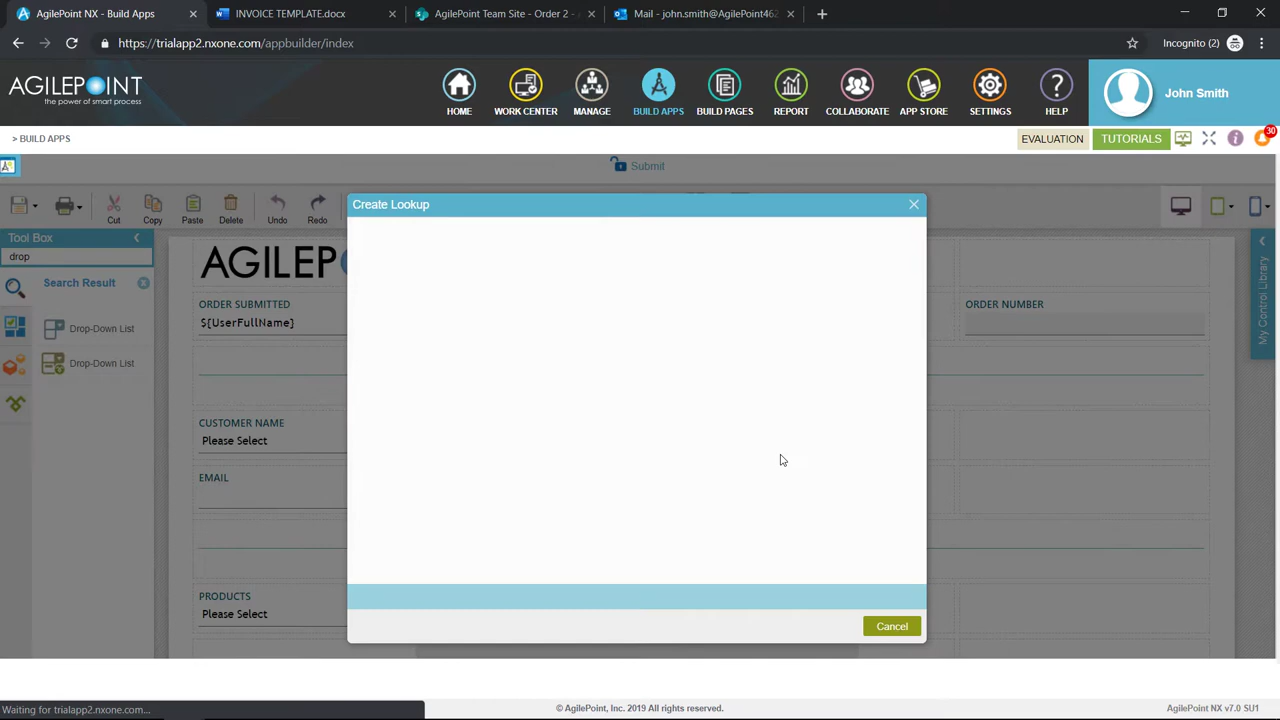 AgilePoint NX - Build Apps
INVOICE TEMPLATE.docx
AgilePoint Team Site - Order 2 -
Mail - john.smith@AgilePoint462
https://trialapp2.nxone.com/appbuilder/index
Incognito (2)
AGILEPOINT
the power of smart process
HOME
WORK CENTER
MANAGE
BUILD APPS
BUILD PAGES
REPORT
COLLABORATE
APP STORE
SETTINGS
HELP
John Smith
> BUILD APPS
EVALUATION
TUTORIALS
30
Submit
Cut
Copy
Paste
Delete
Undo
Redo
Create Lookup
Tool Box
drop
Search Result
Drop-Down List
Drop-Down List
My Control Library
AGILEP
ORDER SUBMITTED
${UserFullName}
ORDER NUMBER
CUSTOMER NAME
Please Select
EMAIL
PRODUCTS
Please Select
Cancel
Waiting for trialapp2.nxone.com...
© AgilePoint, Inc. 2019 All rights reserved.
AgilePoint NX v7.0 SU1